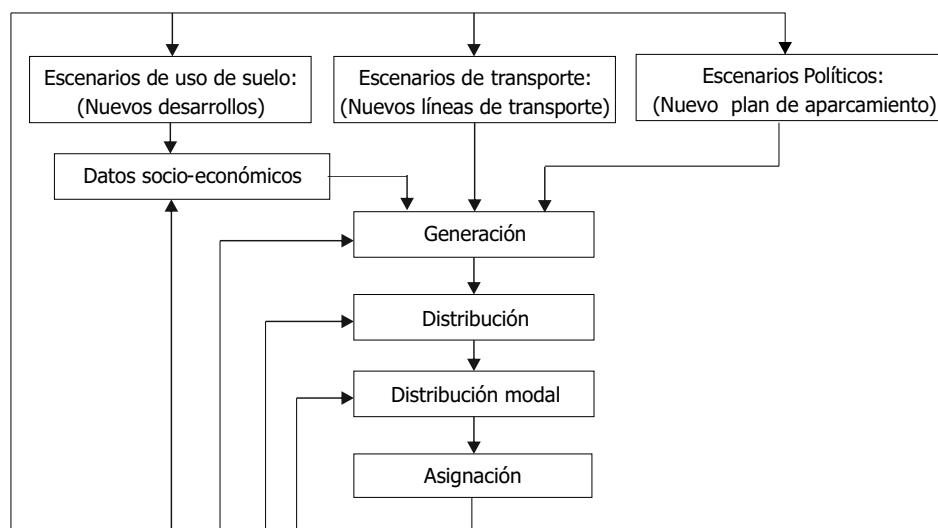 Escenarios de uso de suelo:
(Nuevos desarrollos)
Escenarios de transporte:
(Nuevos líneas de transporte)
Escenarios Políticos:
(Nuevo plan de aparcamiento)
Datos socio-económicos
Generación
Distribución
Distribución modal
Asignación